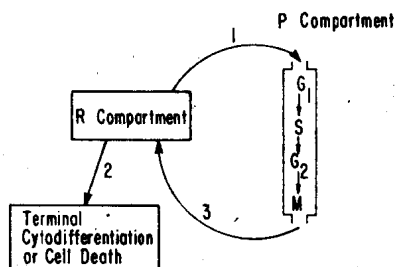 P Compartment
1
G1
S
G2
M
R Compartment
2
3
Terminal
Cytodifferentiation
or Cell Death